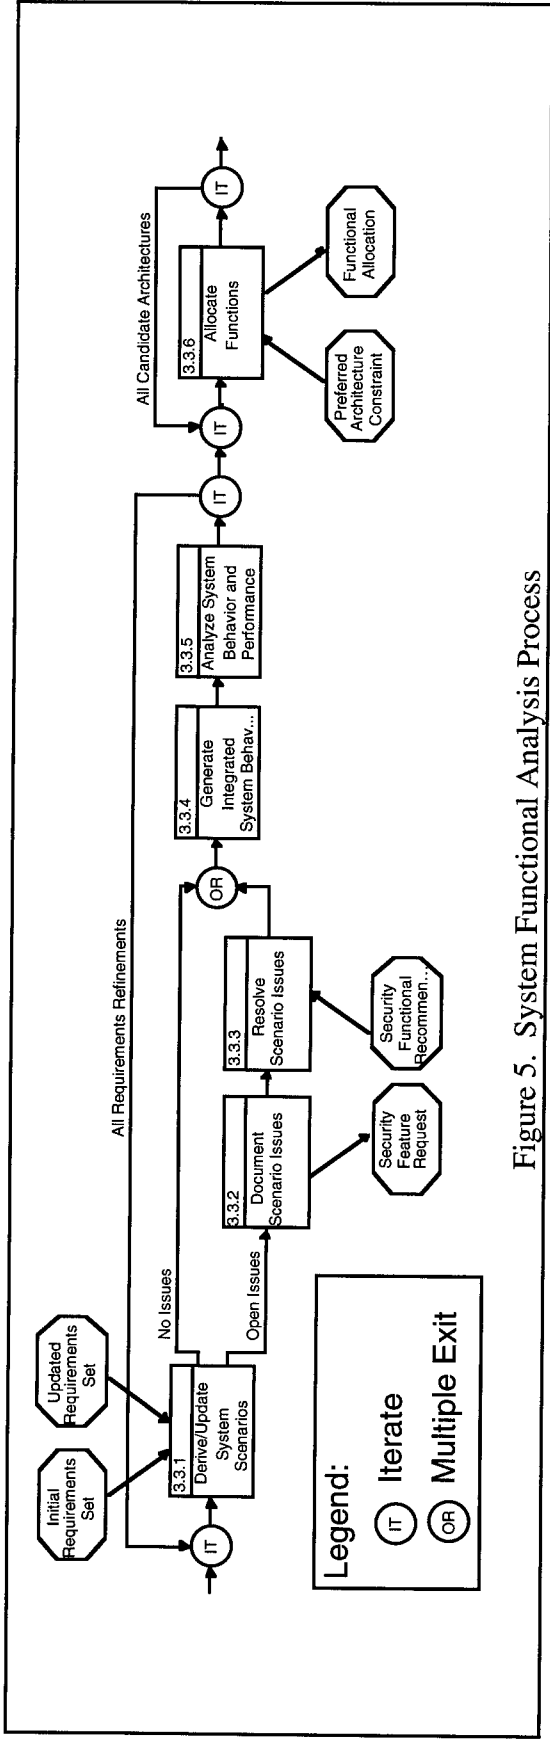 Initial
Requirements
Set
Updated
Requirements
Set
All Requirements Refinements
All Candidate Architectures
IT
3.3.1
Derive/Update
System
Scenarios
No Issues
Open Issues
3.3.2
Document
Scenario Issues
3.3.3
Resolve
Scenario Issues
OR
3.3.4
Generate
Integrated
System Behav...
3.3.5
Analyze System
Behavior and
Performance
IT
IT
3.3.6
Allocate
Functions
IT
Security
Feature
Request
Security
Functional
Recommen...
Preferred
Architecture
Constraint
Functional
Allocation
Legend:
IT Iterate
OR Multiple Exit
Figure 5. System Functional Analysis Process